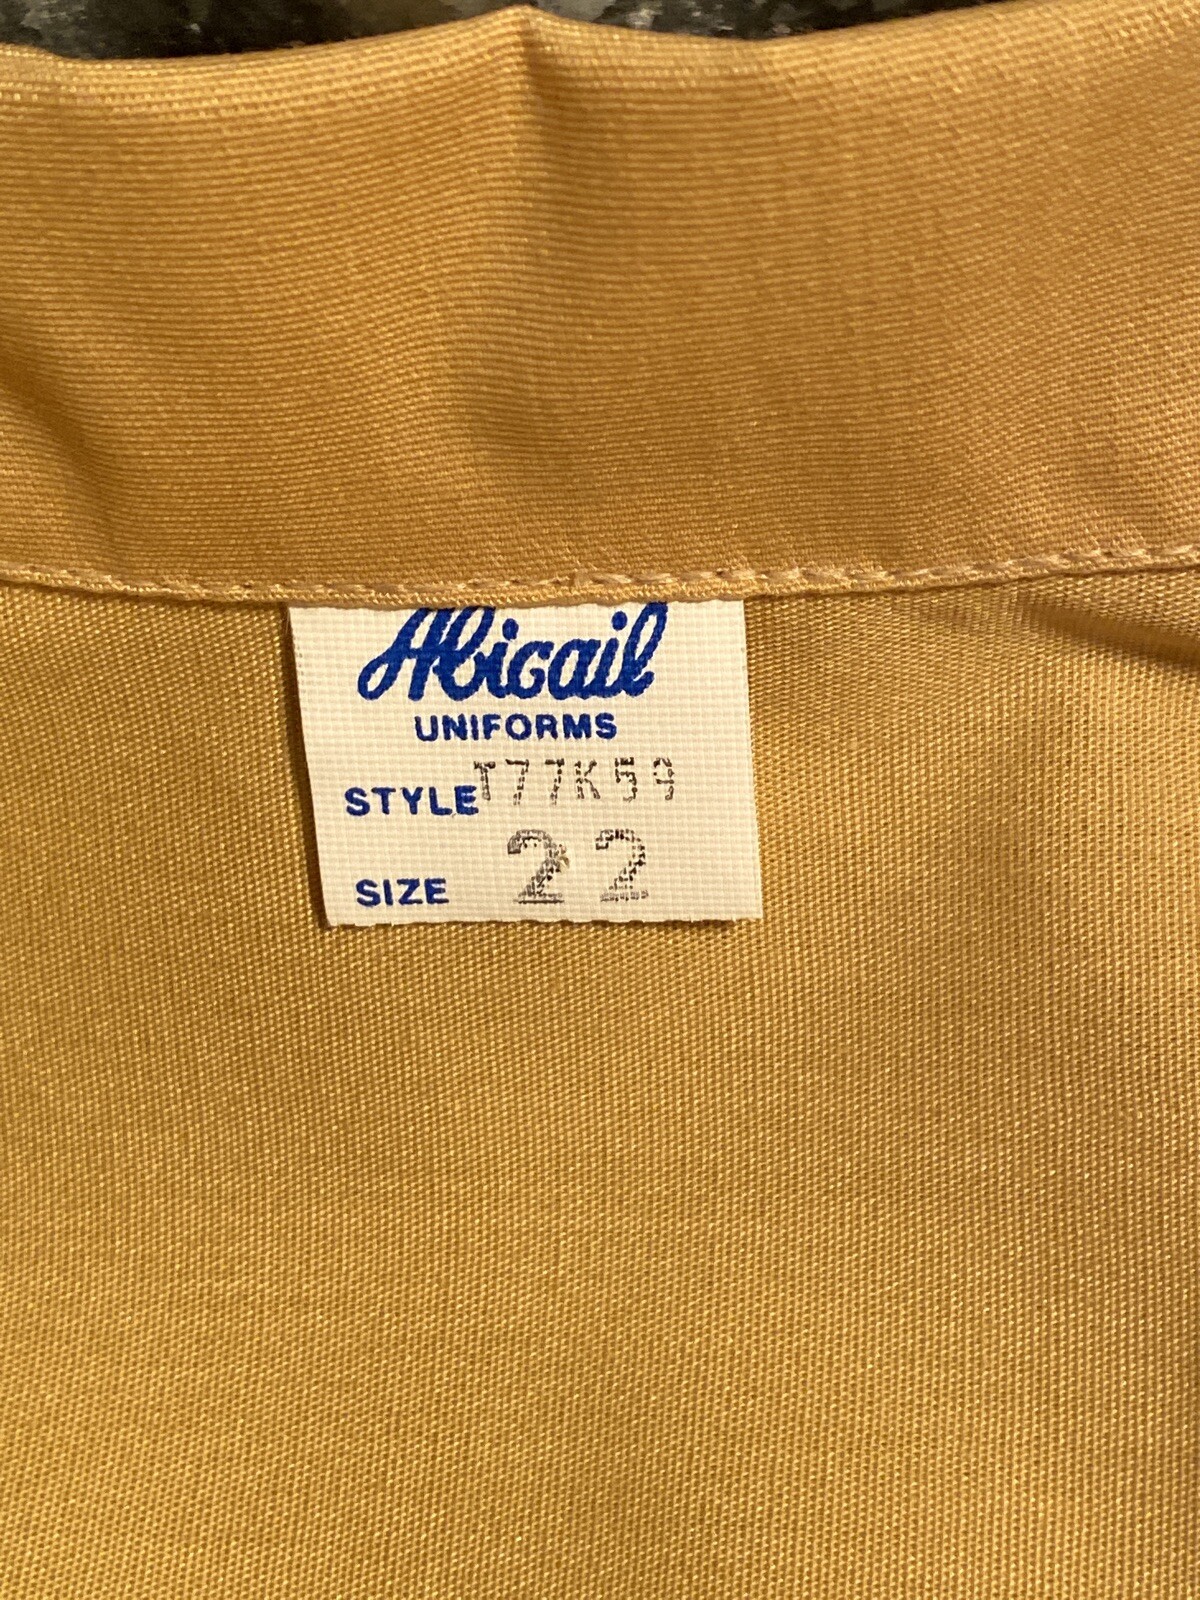 Abigail
UNIFORMS
STYLE T77K59
SIZE 22